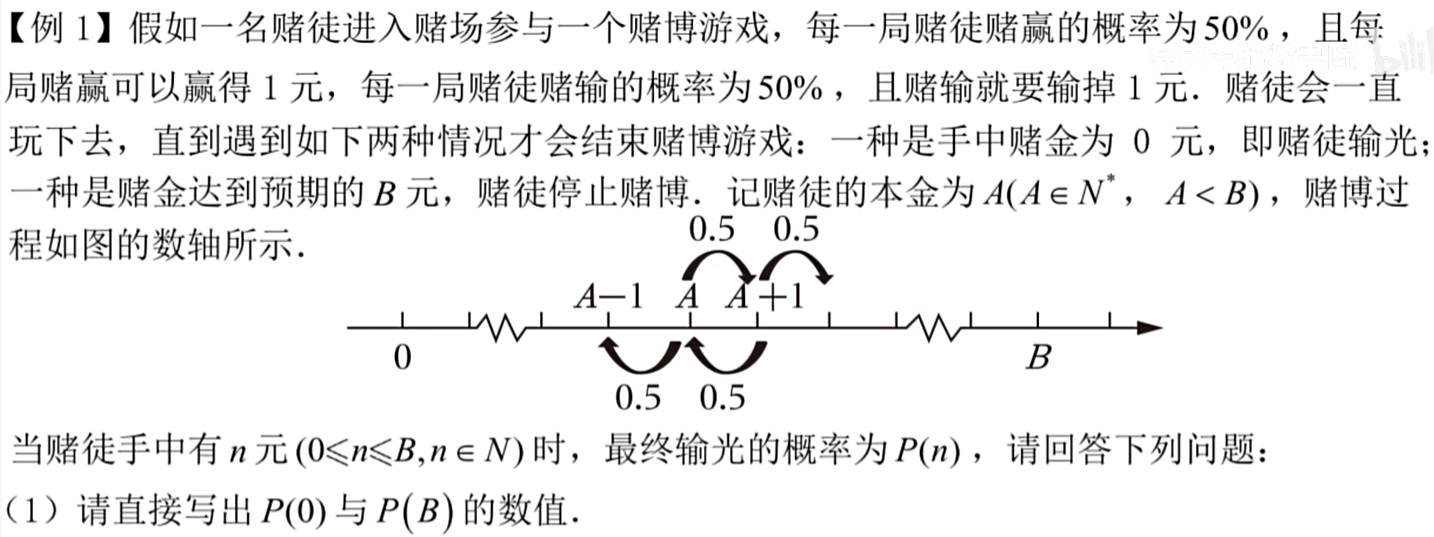 【例 1】假如一名赌徒进入赌场参与一个赌博游戏，每一局赌徒赌赢的概率为50%，且每
局赌赢可以赢得 1 元，每一局赌徒赌输的概率为50%，且赌输就要输掉 1 元．赌徒会一直
玩下去，直到遇到如下两种情况才会结束赌博游戏：一种是手中赌金为 0 元，即赌徒输光；
一种是赌金达到预期的 B 元，赌徒停止赌博．记赌徒的本金为 A(A∈N*，A<B)，赌博过
程如图的数轴所示．
0.5 0.5
A−1 A A+1
0 B
0.5 0.5
当赌徒手中有 n 元(0≤n≤B,n∈N)时，最终输光的概率为 P(n)，请回答下列问题：
（1）请直接写出 P(0) 与 P(B) 的数值．